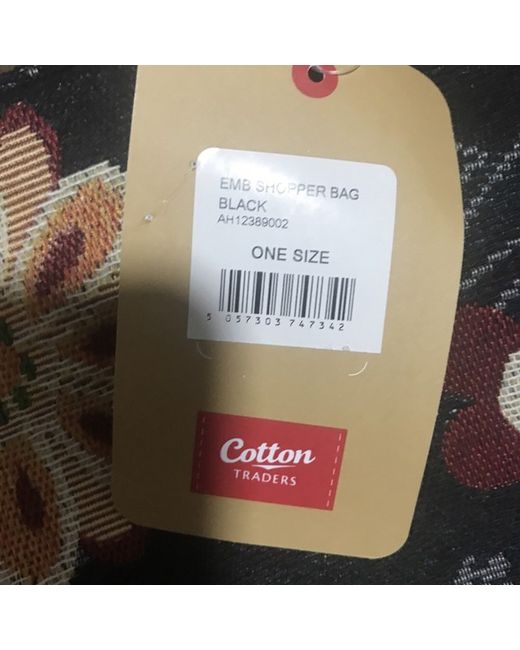 EMB SHOPPER BAG
BLACK
AH12389002
ONE SIZE
5 057303 747342
Cotton
TRADERS